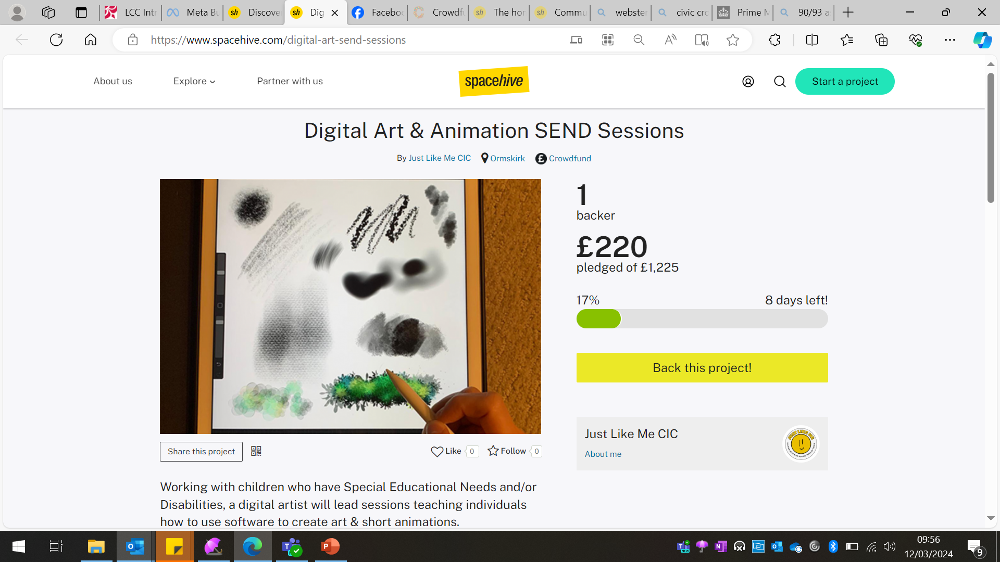 LCC Intr
Meta Bu
Discove
Dig
Faceboo
Crowdfu
The hon
Commu
webster
civic cro
Prime M
90/93 a
https://www.spacehive.com/digital-art-send-sessions
About us
Explore
Partner with us
spacehive
Start a project
Digital Art & Animation SEND Sessions
By Just Like Me CIC
Ormskirk
Crowdfund
1
backer
£220
pledged of £1,225
17%
8 days left!
Back this project!
Just Like Me CIC
About me
JUST LIKE ME
Share this project
Like 0
Follow 0
Working with children who have Special Educational Needs and/or
Disabilities, a digital artist will lead sessions teaching individuals
how to use software to create art & short animations.
09:56
12/03/2024
9